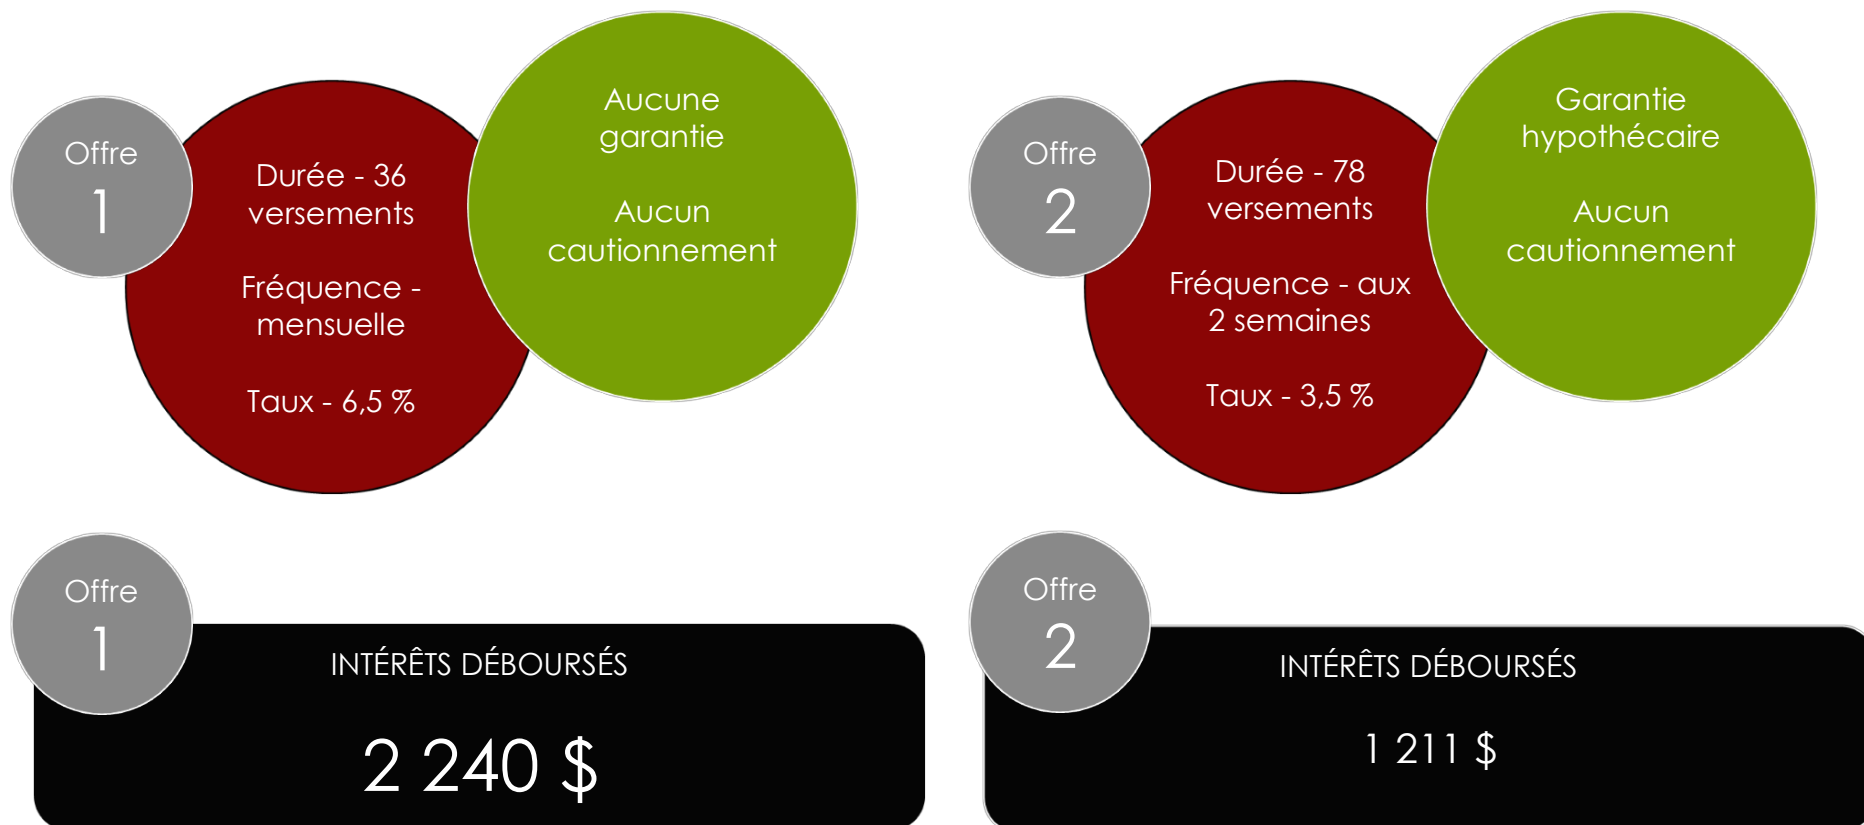 Offre
1
Durée - 36
versements
Fréquence -
mensuelle
Taux - 6,5 %
Aucune
garantie
Aucun
cautionnement
Offre
2
Durée - 78
versements
Fréquence - aux
2 semaines
Taux - 3,5 %
Garantie
hypothécaire
Aucun
cautionnement
Offre
1
INTÉRÊTS DÉBOURSÉS
2 240 $
Offre
2
INTÉRÊTS DÉBOURSÉS
1 211 $